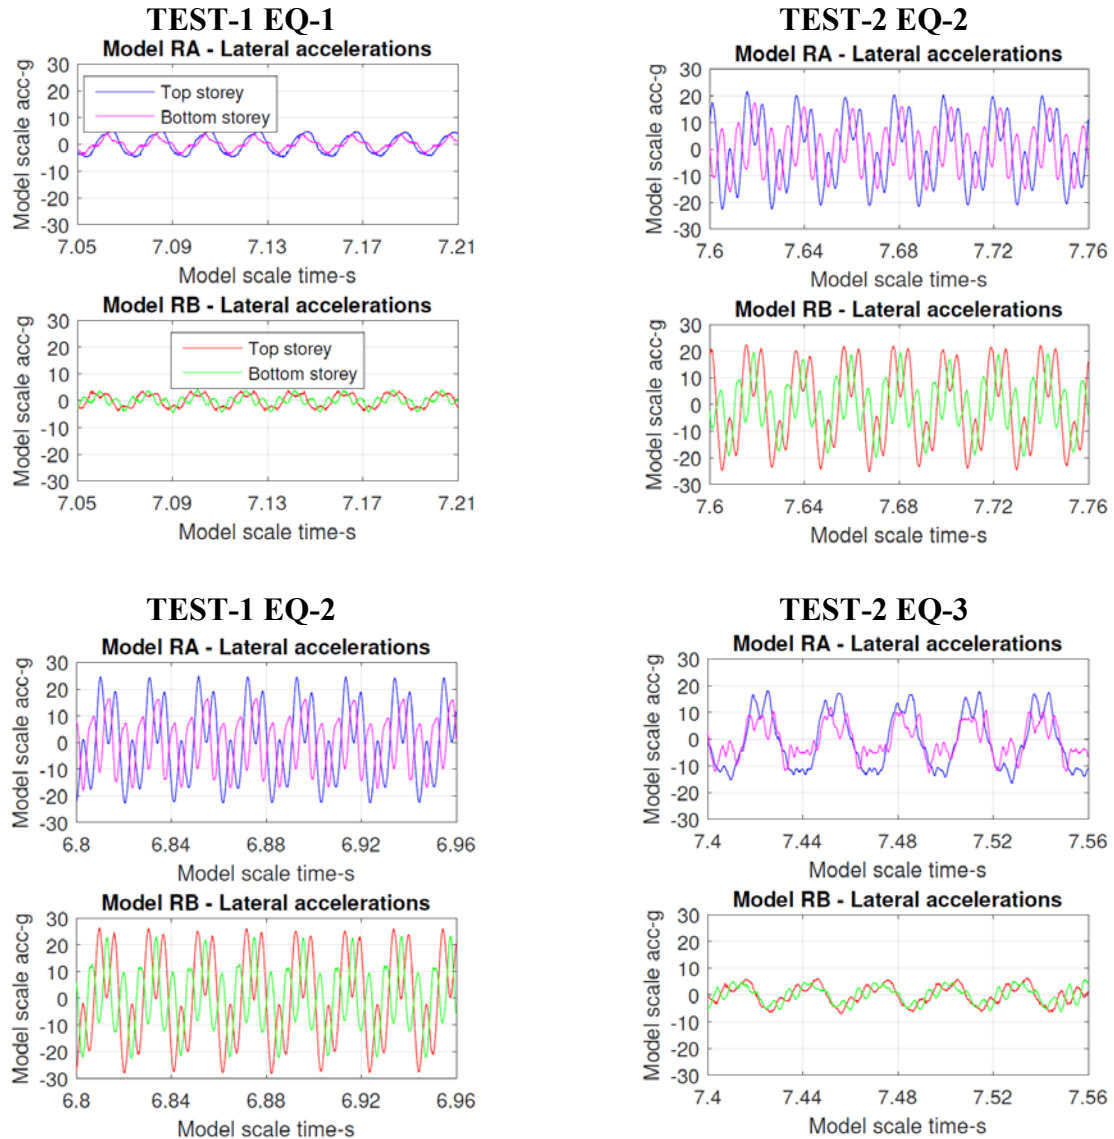 TEST-1 EQ-1
Model RA - Lateral accelerations
Model scale acc-g
30
20
10
0
-10
-20
-30
Top storey
Bottom storey
7.05 7.09 7.13 7.17 7.21
Model scale time-s
Model RB - Lateral accelerations
Model scale acc-g
30
20
10
0
-10
-20
-30
Top storey
Bottom storey
7.05 7.09 7.13 7.17 7.21
Model scale time-s
TEST-2 EQ-2
Model RA - Lateral accelerations
Model scale acc-g
30
20
10
0
-10
-20
-30
7.6 7.64 7.68 7.72 7.76
Model scale time-s
Model RB - Lateral accelerations
Model scale acc-g
30
20
10
0
-10
-20
-30
7.6 7.64 7.68 7.72 7.76
Model scale time-s
TEST-1 EQ-2
Model RA - Lateral accelerations
Model scale acc-g
30
20
10
0
-10
-20
-30
6.8 6.84 6.88 6.92 6.96
Model scale time-s
Model RB - Lateral accelerations
Model scale acc-g
30
20
10
0
-10
-20
-30
6.8 6.84 6.88 6.92 6.96
Model scale time-s
TEST-2 EQ-3
Model RA - Lateral accelerations
Model scale acc-g
30
20
10
0
-10
-20
-30
7.4 7.44 7.48 7.52 7.56
Model scale time-s
Model RB - Lateral accelerations
Model scale acc-g
30
20
10
0
-10
-20
-30
7.4 7.44 7.48 7.52 7.56
Model scale time-s